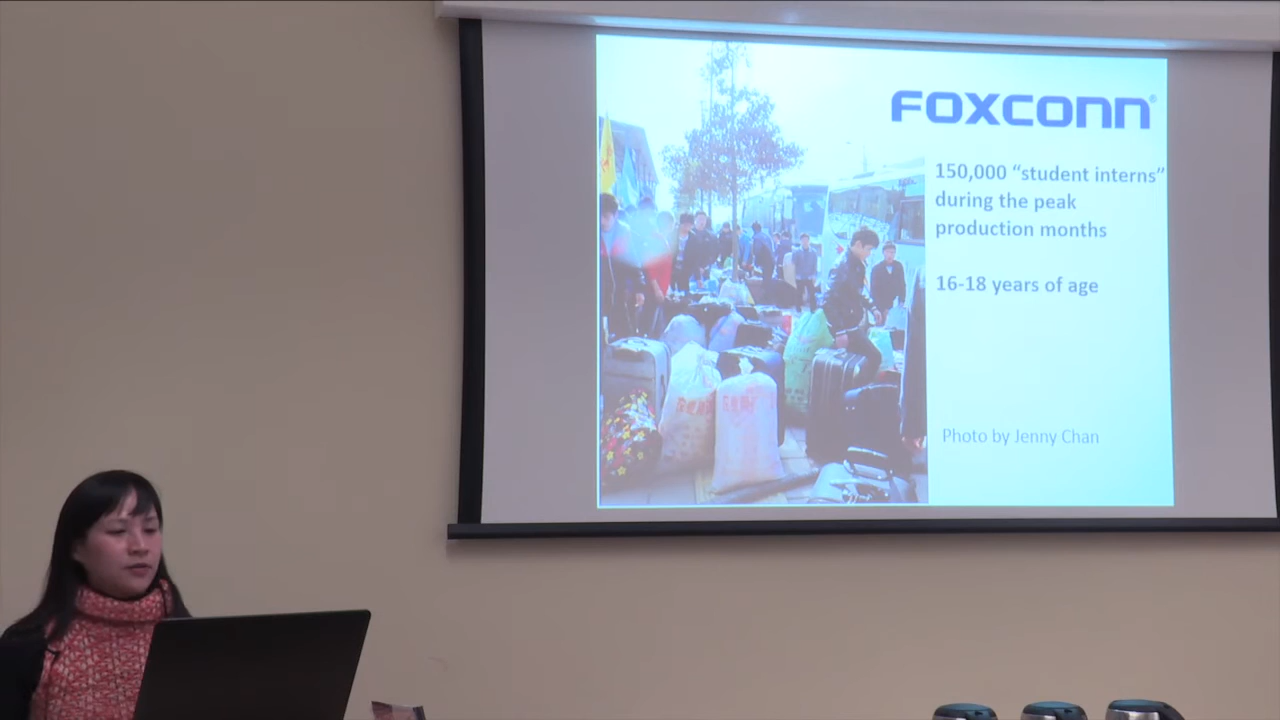 FOXCONN®
150,000 “student interns”
during the peak
production months
16-18 years of age
Photo by Jenny Chan